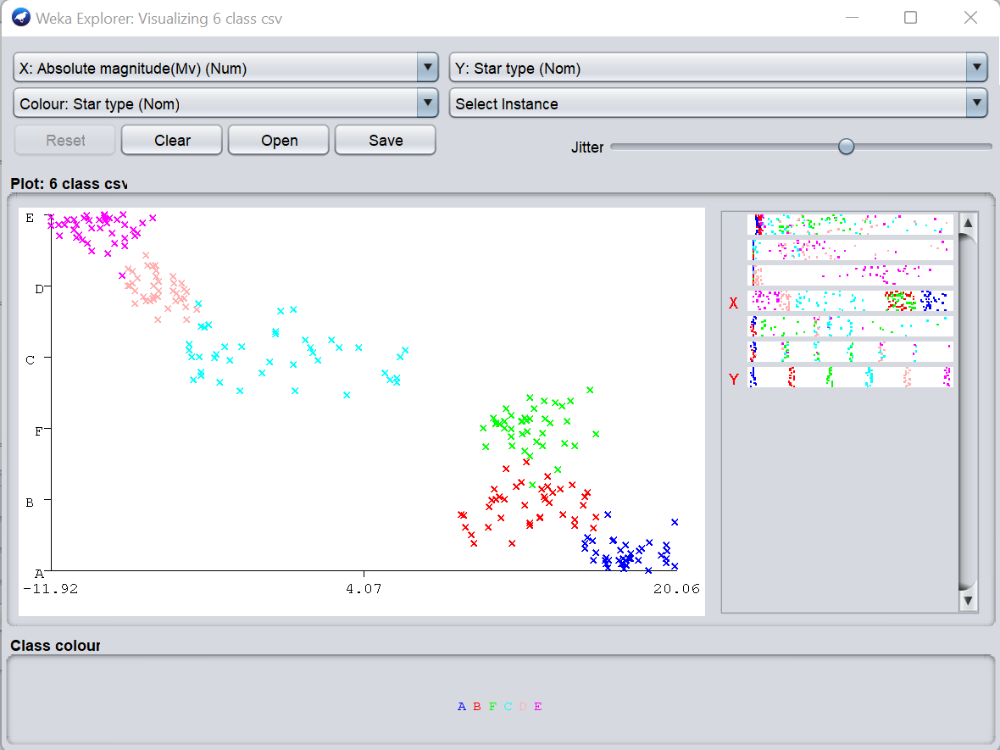 Weka Explorer: Visualizing 6 class csv
X: Absolute magnitude(Mv) (Num) Y: Star type (Nom)
Colour: Star type (Nom) Select Instance
Reset Clear Open Save Jitter
Plot: 6 class csv
E
D
C
F
B
A
-11.92 4.07 20.06
X
Y
Class colour
A B F C D E